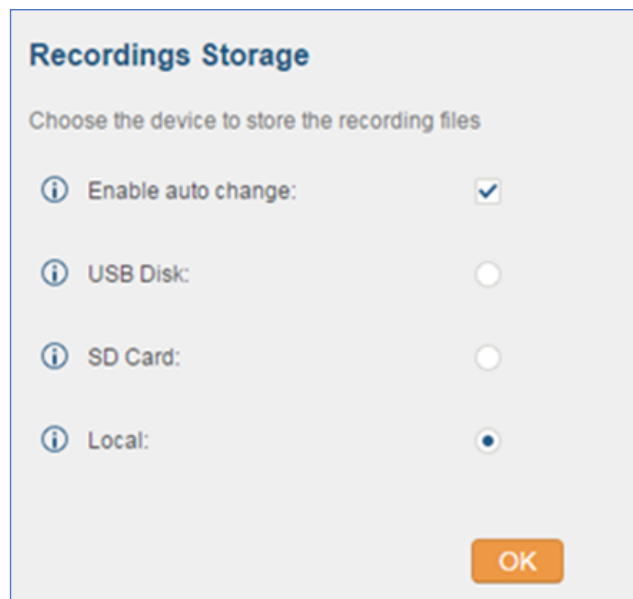 Recordings Storage
Choose the device to store the recording files
Enable auto change:
USB Disk:
SD Card:
Local:
OK